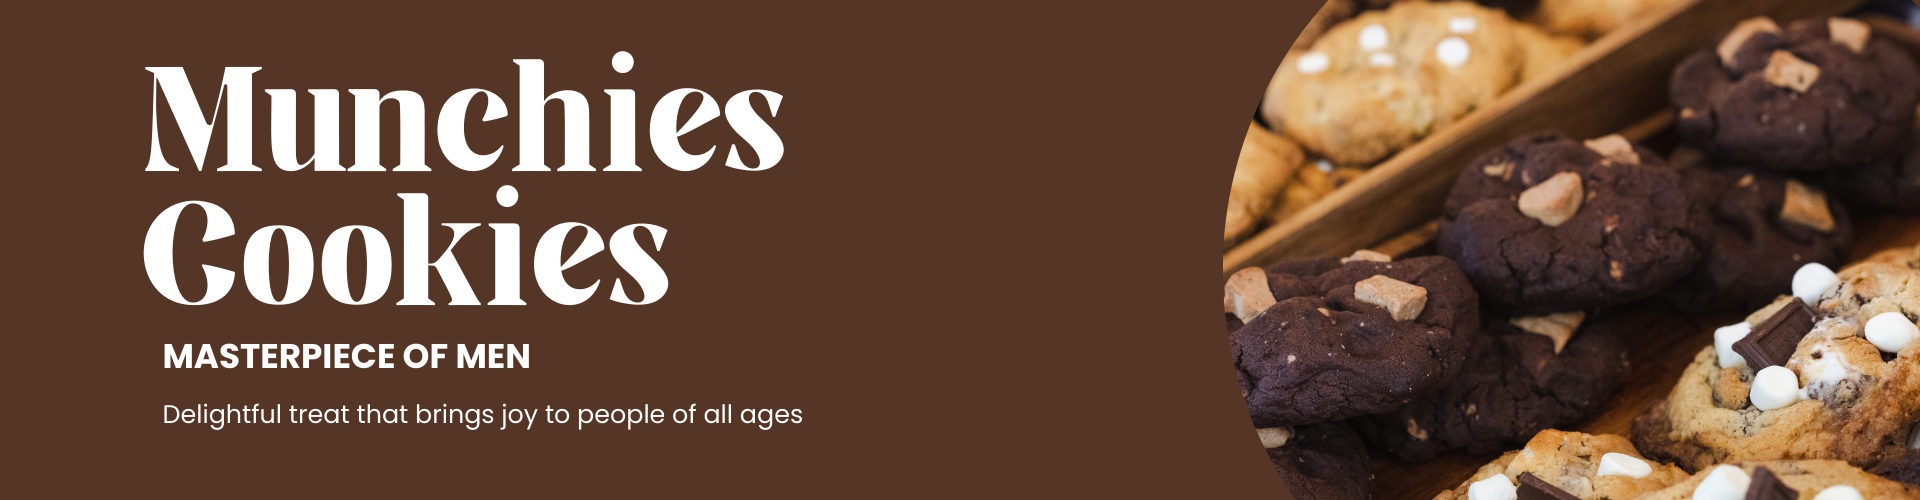 Munchies
Cookies
MASTERPIECE OF MEN
Delightful treat that brings joy to people of all ages